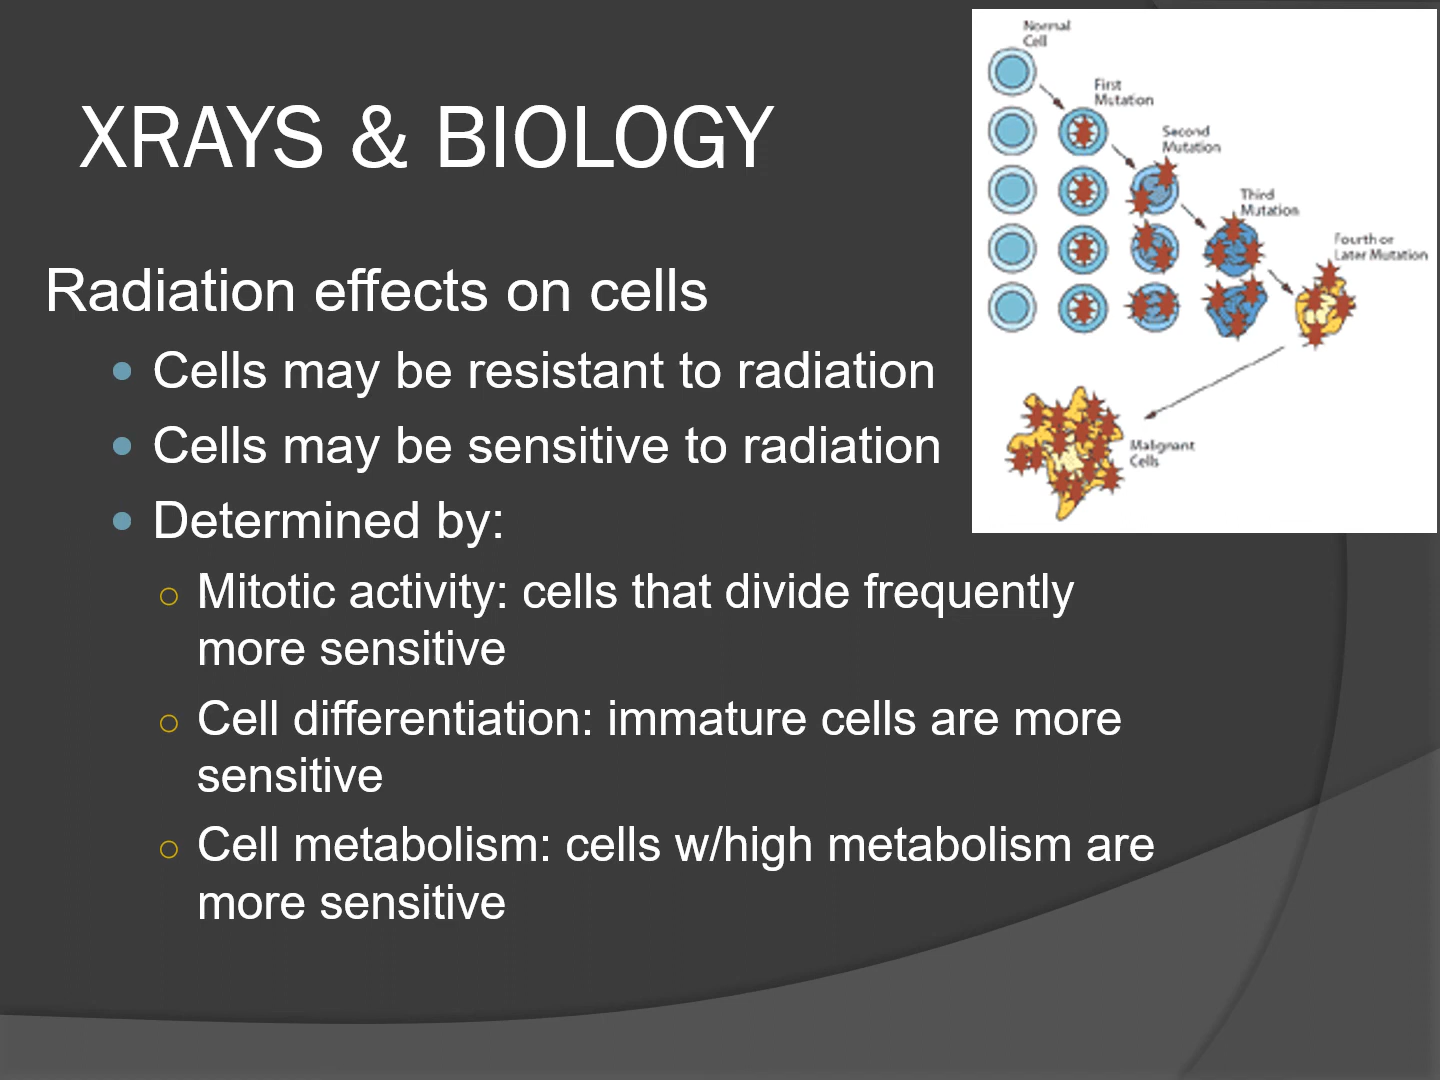 XRAYS & BIOLOGY
Radiation effects on cells
Cells may be resistant to radiation
Cells may be sensitive to radiation
Determined by:
Mitotic activity: cells that divide frequently
more sensitive
Cell differentiation: immature cells are more
sensitive
Cell metabolism: cells w/high metabolism are
more sensitive
Normal
Cell
First
Mutation
Second
Mutation
Third
Mutation
Fourth or
Later Mutation
Malignant
Cells